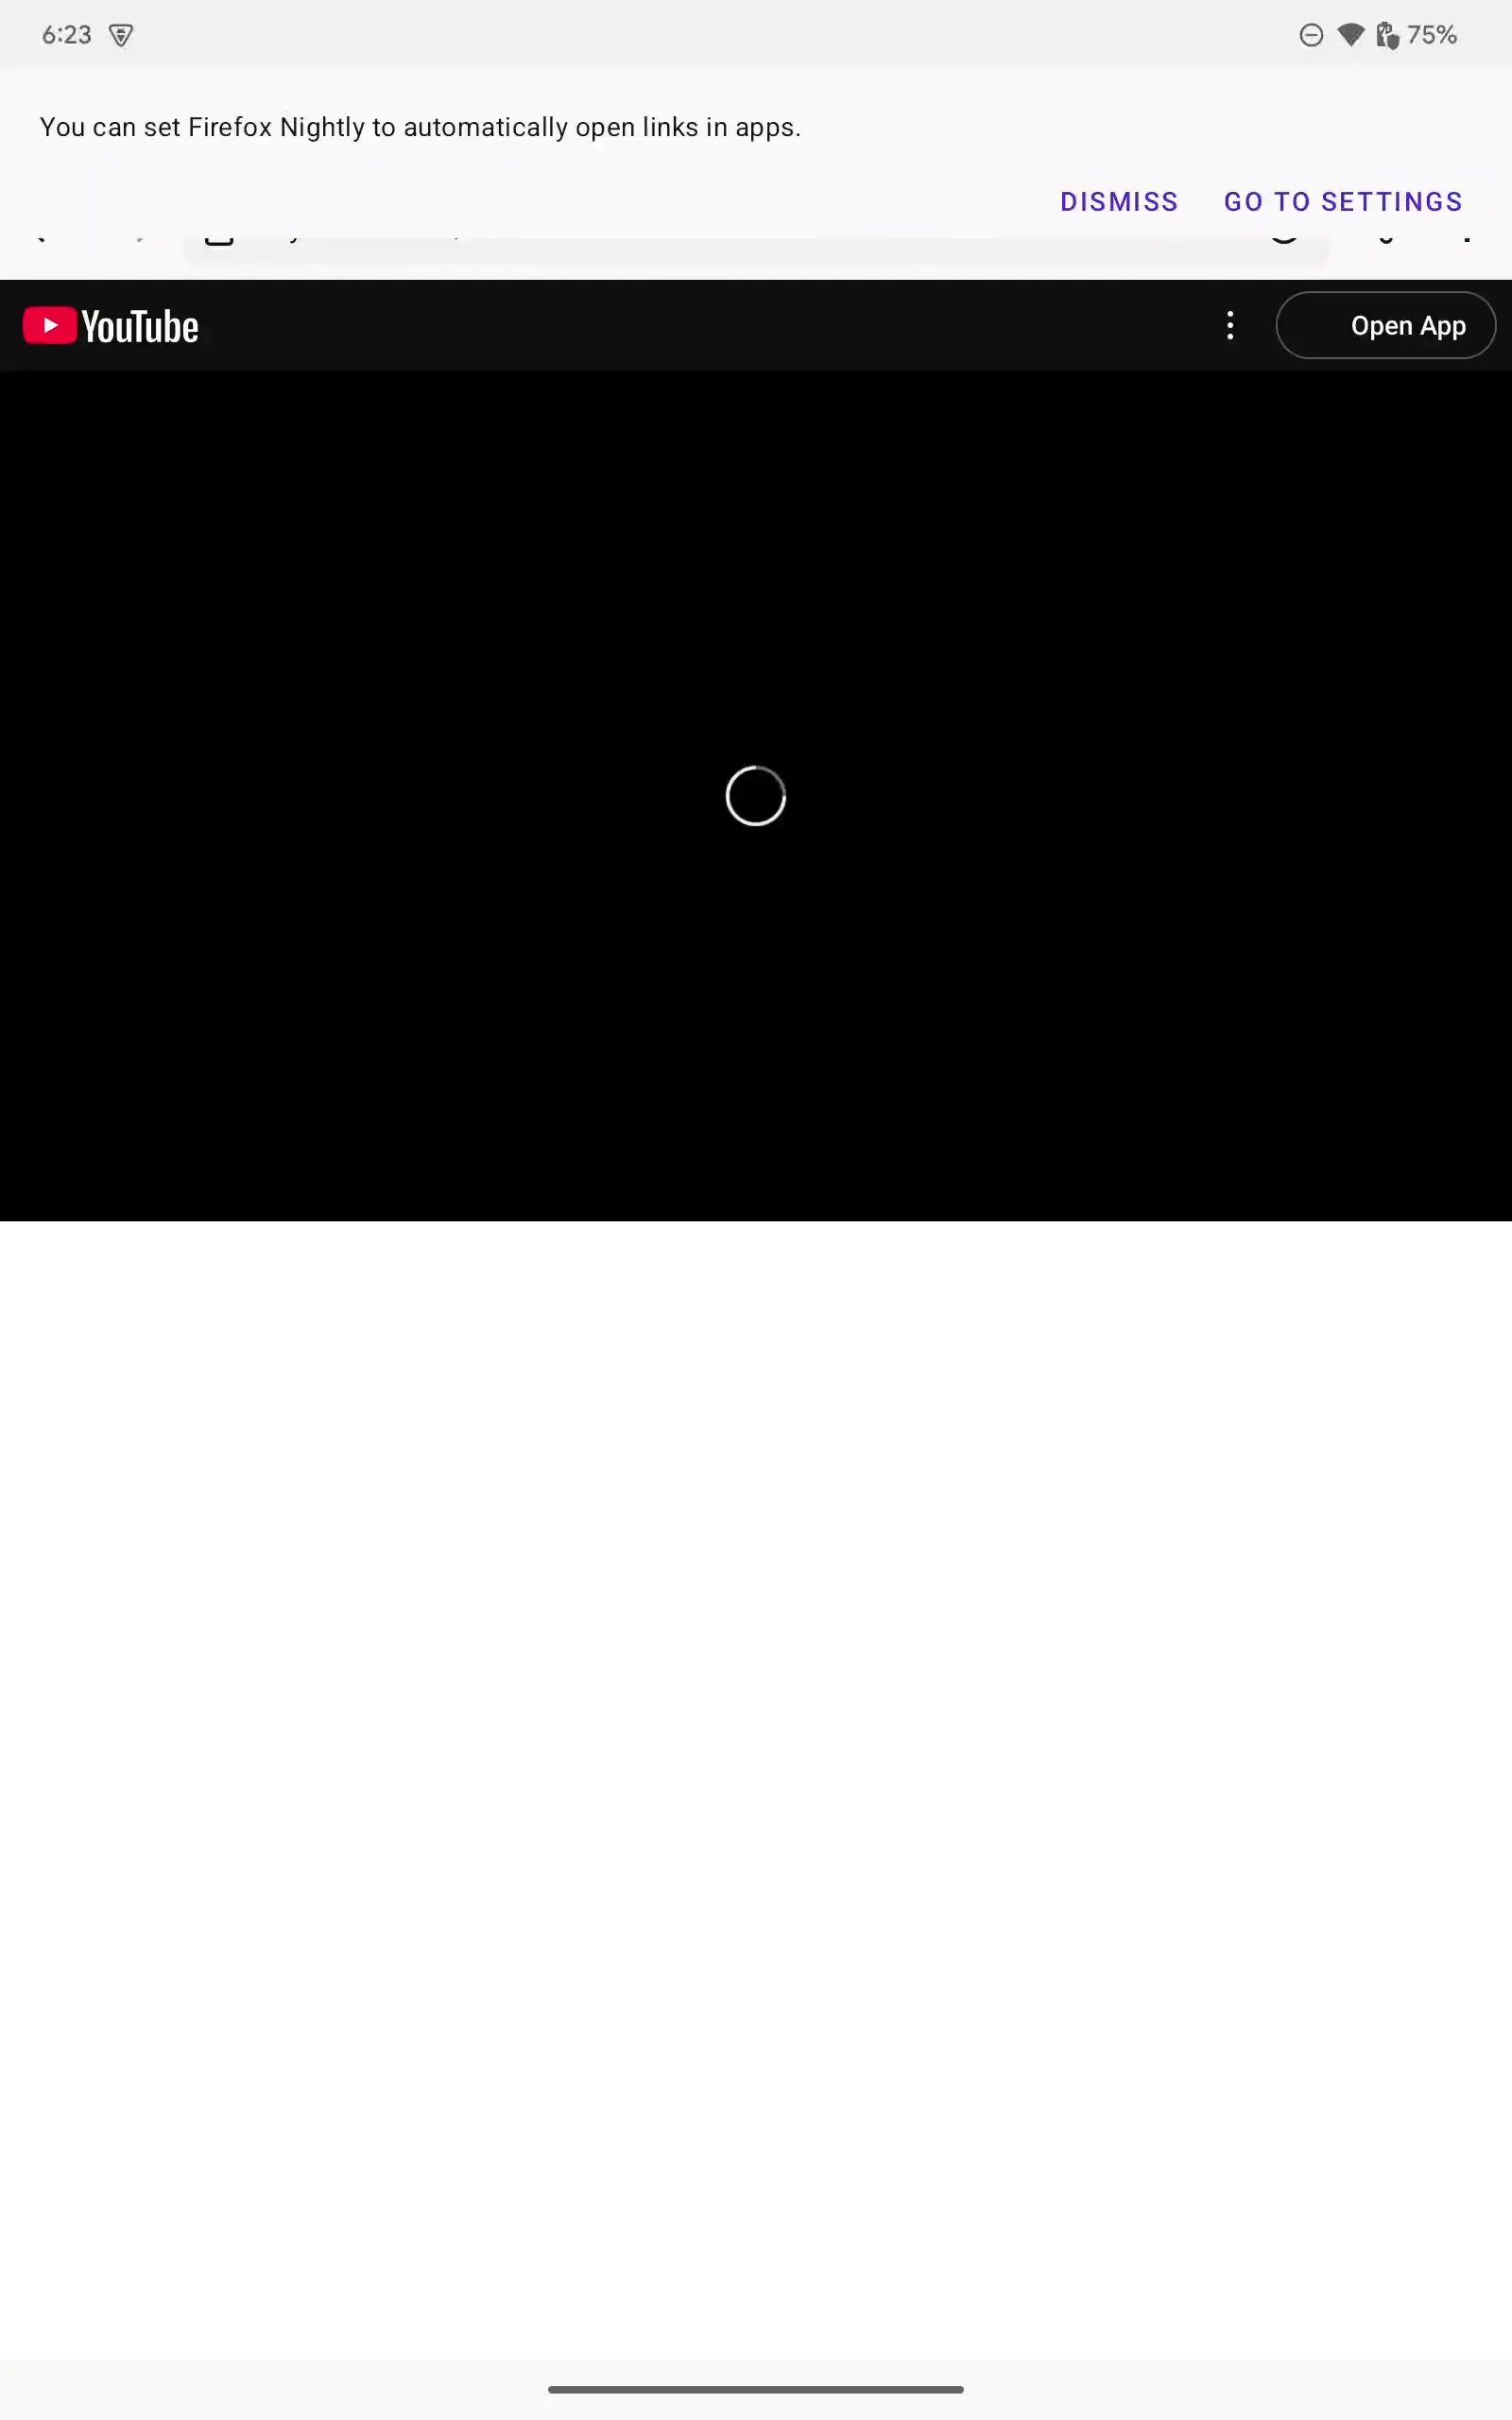 6:23 75%
You can set Firefox Nightly to automatically open links in apps.
DISMISS GO TO SETTINGS
YouTube Open App